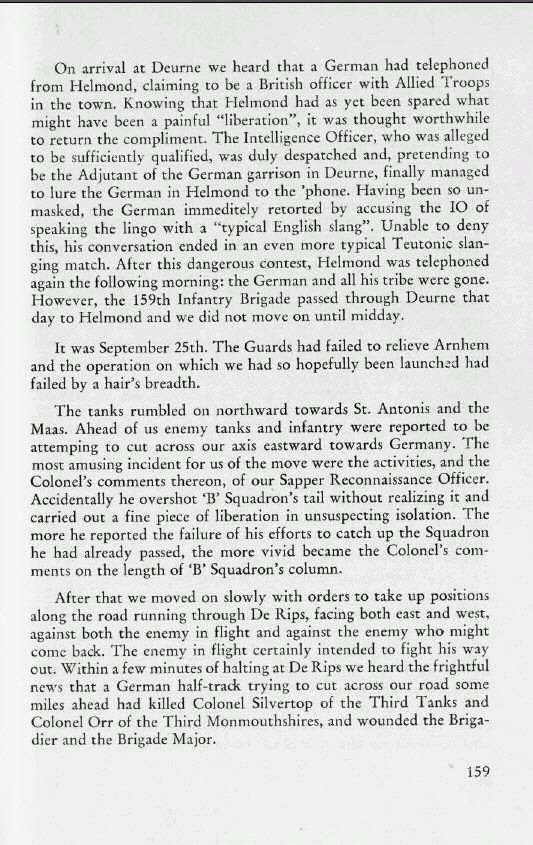 On arrival at Deurne we heard that a German had telephoned
from Helmond, claiming to be a British officer with Allied Troops
in the town. Knowing that Helmond had as yet been spared what
might have been a painful “liberation”, it was thought worthwhile
to return the compliment. The Intelligence Officer, who was alleged
to be sufficiently qualified, was duly despatched and, pretending to
be the Adjutant of the German garrison in Deurne, finally managed
to lure the German in Helmond to the ’phone. Having been so un-
masked, the German immeditely retorted by accusing the IO of
speaking the lingo with a “typical English slang”. Unable to deny
this, his conversation ended in an even more typical Teutonic slan-
ging match. After this dangerous contest, Helmond was telephoned
again the following morning: the German and all his tribe were gone.
However, the 159th Infantry Brigade passed through Deurne that
day to Helmond and we did not move on until midday.
It was September 25th. The Guards had failed to relieve Arnhem
and the operation on which we had so hopefully been launched had
failed by a hair’s breadth.
The tanks rumbled on northward towards St. Antonis and the
Maas. Ahead of us enemy tanks and infantry were reported to be
attemping to cut across our axis eastward towards Germany. The
most amusing incident for us of the move were the activities, and the
Colonel’s comments thereon, of our Sapper Reconnaissance Officer.
Accidentally he overshot ‘B’ Squadron’s tail without realizing it and
carried out a fine piece of liberation in unsuspecting isolation. The
more he reported the failure of his efforts to catch up the Squadron
he had already passed, the more vivid became the Colonel’s com-
ments on the length of ‘B’ Squadron’s column.
After that we moved on slowly with orders to take up positions
along the road running through De Rips, facing both east and west,
against both the enemy in flight and against the enemy who might
come back. The enemy in flight certainly intended to fight his way
out. Within a few minutes of halting at De Rips we heard the frightful
news that a German half-track trying to cut across our road some
miles ahead had killed Colonel Silvertop of the Third Tanks and
Colonel Orr of the Third Monmouthshires, and wounded the Briga-
dier and the Brigade Major.
159